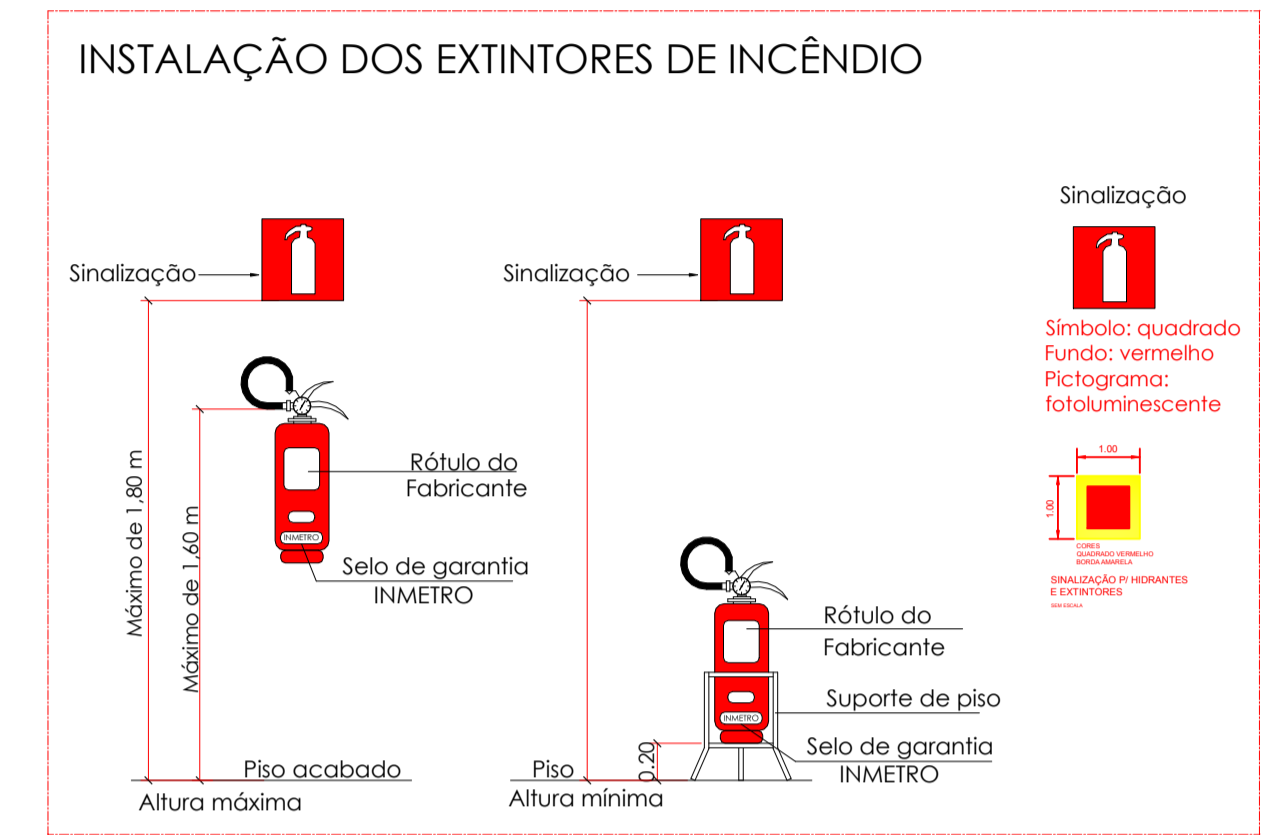 INSTALAÇÃO DOS EXTINTORES DE INCÊNDIO
Sinalização
Máximo de 1,80 m
Máximo de 1,60 m
Rótulo do
Fabricante
INMETRO
Selo de garantia
INMETRO
Piso acabado
Altura máxima
Sinalização
Rótulo do
Fabricante
Suporte de piso
INMETRO
Selo de garantia
INMETRO
0.20
Piso
Altura mínima
Sinalização
Símbolo: quadrado
Fundo: vermelho
Pictograma:
fotoluminescente
1.00
1.00
CORES
QUADRADO VERMELHO
BORDA AMARELA
SINALIZAÇÃO P/ HIDRANTES
E EXTINTORES
SEM ESCALA